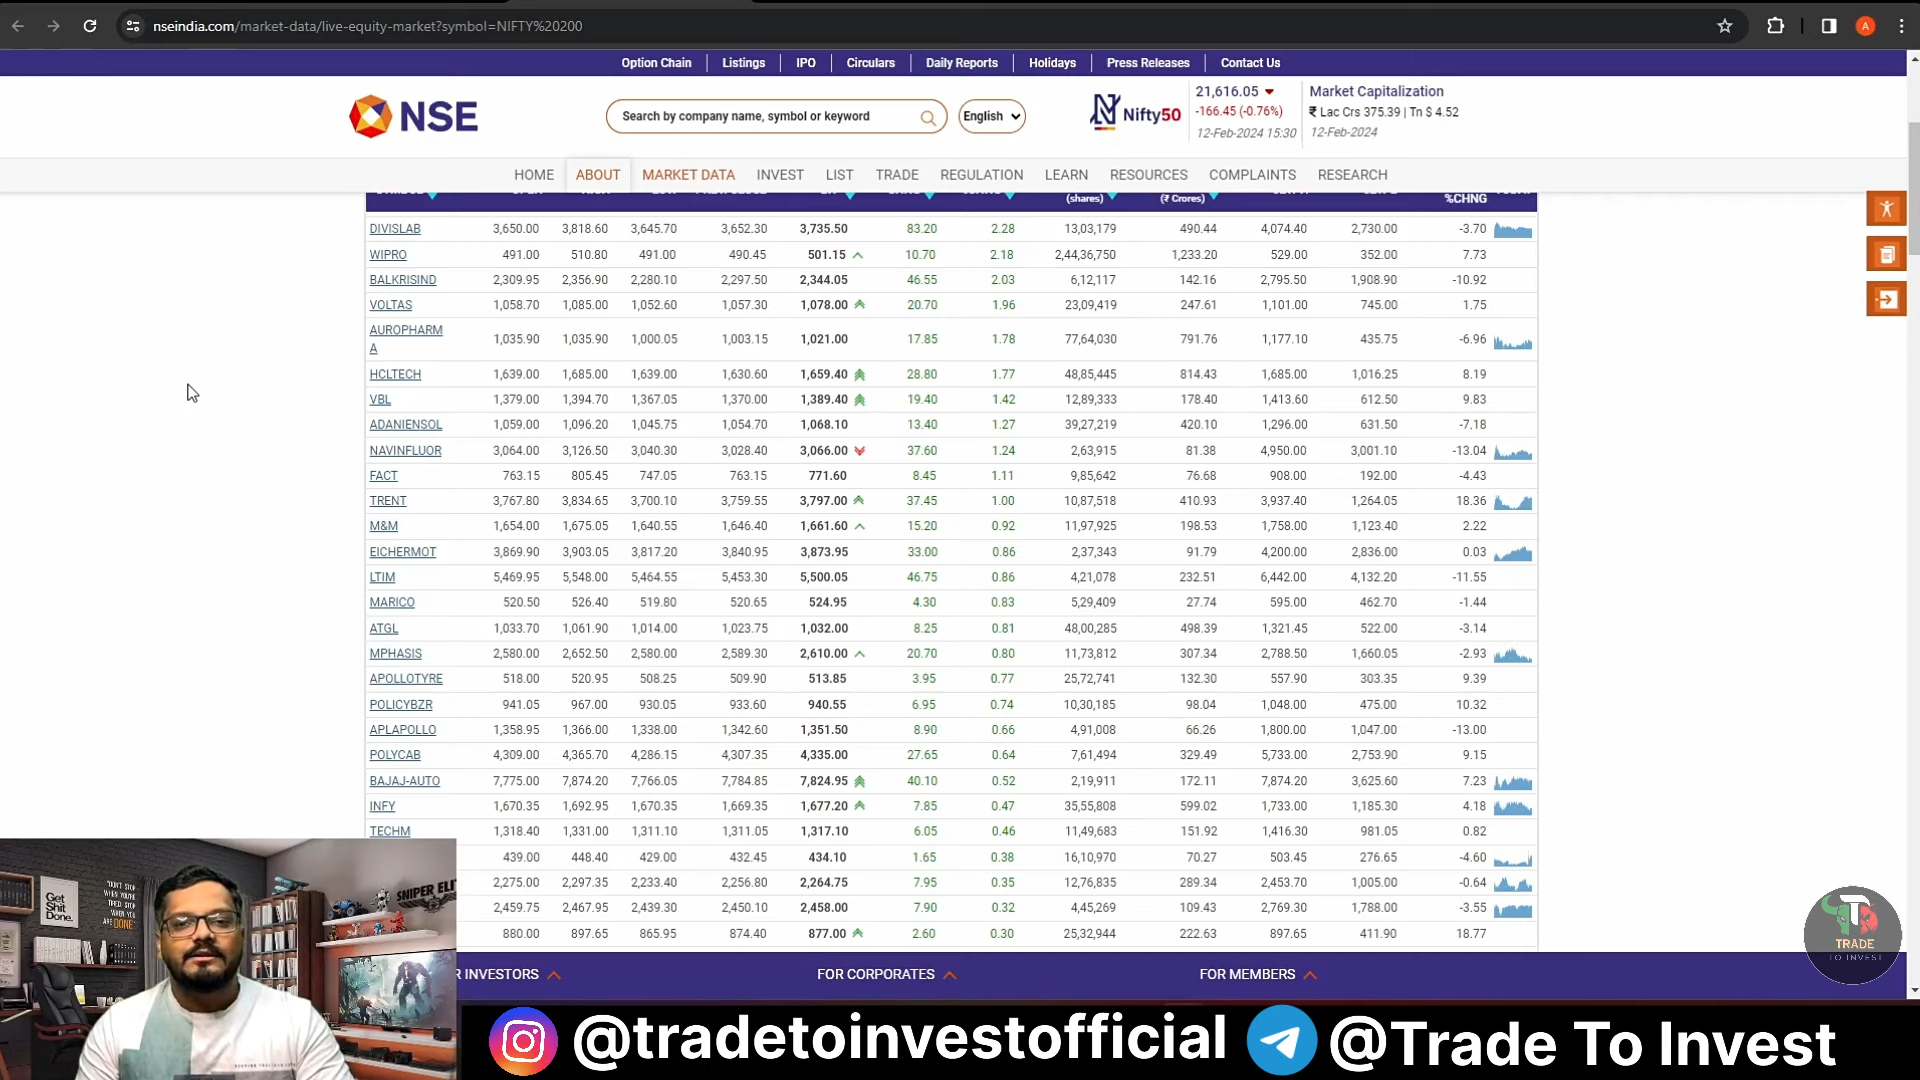 nseindia.com/market-data/live-equity-market?symbol=NIFTY%20200
A
Option Chain Listings IPO Circulars Daily Reports Holidays Press Releases Contact Us
NSE
Search by company name, symbol or keyword
English
Nifty50
21,616.05
-166.45 (-0.76%)
12-Feb-2024 15:30
Market Capitalization
₹ Lac Crs 375.39 | Tn $ 4.52
12-Feb-2024
HOME ABOUT MARKET DATA INVEST LIST TRADE REGULATION LEARN RESOURCES COMPLAINTS RESEARCH
(shares) (₹ Crores) %CHNG
DIVISLAB 3,650.00 3,818.60 3,645.70 3,652.30 3,735.50 83.20 2.28 13,03,179 490.44 4,074.40 2,730.00 -3.70
WIPRO 491.00 510.80 491.00 490.45 501.15 10.70 2.18 2,44,36,750 1,233.20 529.00 352.00 7.73
BALKRISIND 2,309.95 2,356.90 2,280.10 2,297.50 2,344.05 46.55 2.03 6,12,117 142.16 2,795.50 1,908.90 -10.92
VOLTAS 1,058.70 1,085.00 1,052.60 1,057.30 1,078.00 20.70 1.96 23,09,419 247.61 1,101.00 745.00 1.75
AUROPHARM
A 1,035.90 1,035.90 1,000.05 1,003.15 1,021.00 17.85 1.78 77,64,030 791.76 1,177.10 435.75 -6.96
HCLTECH 1,639.00 1,685.00 1,639.00 1,630.60 1,659.40 28.80 1.77 48,85,445 814.43 1,685.00 1,016.25 8.19
VBL 1,379.00 1,394.70 1,367.05 1,370.00 1,389.40 19.40 1.42 12,89,333 178.40 1,413.60 612.50 9.83
ADANIENSOL 1,059.00 1,096.20 1,045.75 1,054.70 1,068.10 13.40 1.27 39,27,219 420.10 1,296.00 631.50 -7.18
NAVINFLUOR 3,064.00 3,126.50 3,040.30 3,028.40 3,066.00 37.60 1.24 2,63,915 81.38 4,950.00 3,001.10 -13.04
FACT 763.15 805.45 747.05 763.15 771.60 8.45 1.11 9,85,642 76.68 908.00 192.00 -4.43
TRENT 3,767.80 3,834.65 3,700.10 3,759.55 3,797.00 37.45 1.00 10,87,518 410.93 3,937.40 1,264.05 18.36
M&M 1,654.00 1,675.05 1,640.55 1,646.40 1,661.60 15.20 0.92 11,97,925 198.53 1,758.00 1,123.40 2.22
EICHERMOT 3,869.90 3,903.05 3,817.20 3,840.95 3,873.95 33.00 0.86 2,37,343 91.79 4,200.00 2,836.00 0.03
LTIM 5,469.95 5,548.00 5,464.55 5,453.30 5,500.05 46.75 0.86 4,21,078 232.51 6,442.00 4,132.20 -11.55
MARICO 520.50 526.40 519.80 520.65 524.95 4.30 0.83 5,29,409 27.74 595.00 462.70 -1.44
ATGL 1,033.70 1,061.90 1,014.00 1,023.75 1,032.00 8.25 0.81 48,00,285 498.39 1,321.45 522.00 -3.14
MPHASIS 2,580.00 2,652.50 2,580.00 2,589.30 2,610.00 20.70 0.80 11,73,812 307.34 2,788.50 1,660.05 -2.93
APOLLOTYRE 518.00 520.95 508.25 509.90 513.85 3.95 0.77 25,72,741 132.30 557.90 303.35 9.39
POLICYBZR 941.05 967.00 930.05 933.60 940.55 6.95 0.74 10,30,185 98.04 1,048.00 475.00 10.32
APLAPOLLO 1,358.95 1,366.00 1,338.00 1,342.60 1,351.50 8.90 0.66 4,91,008 66.26 1,800.00 1,047.00 -13.00
POLYCAB 4,309.00 4,365.70 4,286.15 4,307.35 4,335.00 27.65 0.64 7,61,494 329.49 5,733.00 2,753.90 9.15
BAJAJ-AUTO 7,775.00 7,874.20 7,766.05 7,784.85 7,824.95 40.10 0.52 2,19,911 172.11 7,874.20 3,625.60 7.23
INFY 1,670.35 1,692.95 1,670.35 1,669.35 1,677.20 7.85 0.47 35,55,808 599.02 1,733.00 1,185.30 4.18
TECHM 1,318.40 1,331.00 1,311.10 1,311.05 1,317.10 6.05 0.46 11,49,683 151.92 1,416.30 981.05 0.82
439.00 448.40 429.00 432.45 434.10 1.65 0.38 16,10,970 70.27 503.45 276.65 -4.60
2,275.00 2,297.35 2,233.40 2,256.80 2,264.75 7.95 0.35 12,76,835 289.34 2,453.70 1,005.00 -0.64
2,459.75 2,467.95 2,439.30 2,450.10 2,458.00 7.90 0.32 4,45,269 109.43 2,769.30 1,788.00 -3.55
880.00 897.65 865.95 874.40 877.00 2.60 0.30 25,32,944 222.63 897.65 411.90 18.77
R INVESTORS FOR CORPORATES FOR MEMBERS
Get
Shit
Done.
"DON'T STOP
WHEN YOU'RE
TIRED. STOP
WHEN YOU
ARE DONE"
SNIPER ELI
TRADE
TO INVEST
@tradetoinvestofficial @Trade To Invest